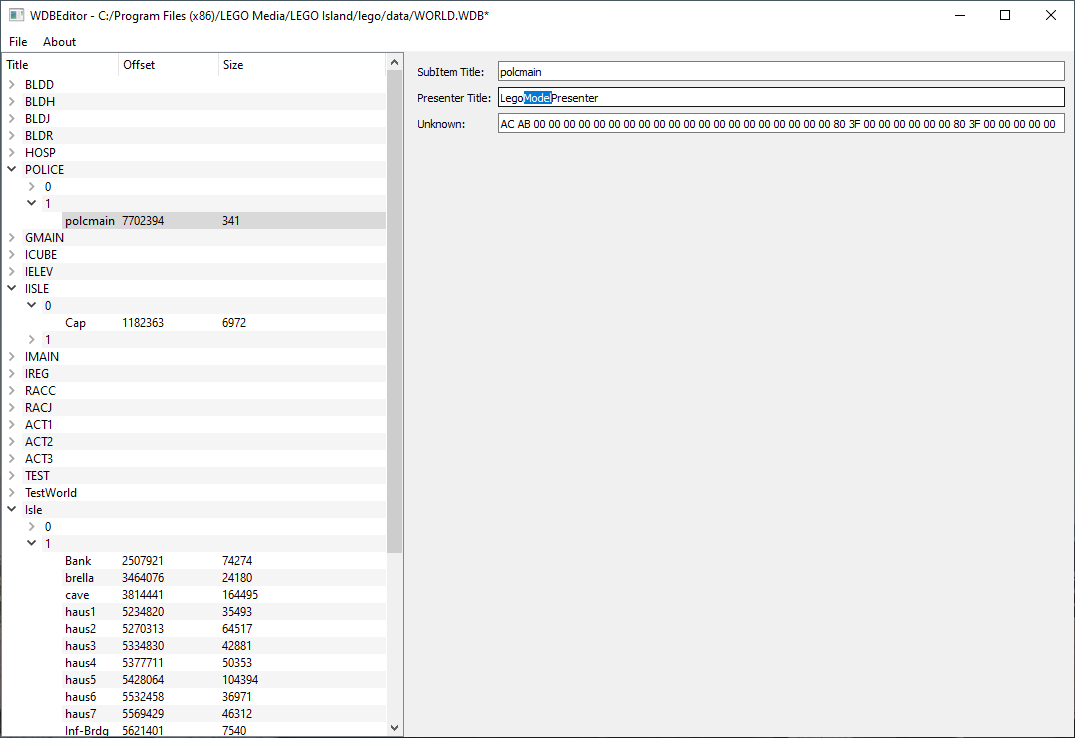 WDBEditor - C:/Program Files (x86)/LEGO Media/LEGO Island/lego/data/WORLD.WDB*
File About
Title Offset Size
BLDD
BLDH
BLDJ
BLDR
HOSP
POLICE
0
1
polcmain 7702394 341
GMAIN
ICUBE
IELEV
IISLE
0
Cap 1182363 6972
1
IMAIN
IREG
RACC
RACJ
ACT1
ACT2
ACT3
TEST
TestWorld
Isle
0
1
Bank 2507921 74274
brella 3464076 24180
cave 3814441 164495
haus1 5234820 35493
haus2 5270313 64517
haus3 5334830 42881
haus4 5377711 50353
haus5 5428064 104394
haus6 5532458 36971
haus7 5569429 46312
Inf-Brdg 5621401 7540
SubItem Title: polcmain
Presenter Title: LegoModelPresenter
Unknown: AC AB 00 00 00 00 00 00 00 00 00 00 00 00 00 00 00 00 00 00 00 00 80 3F 00 00 00 00 00 00 80 3F 00 00 00 00 00